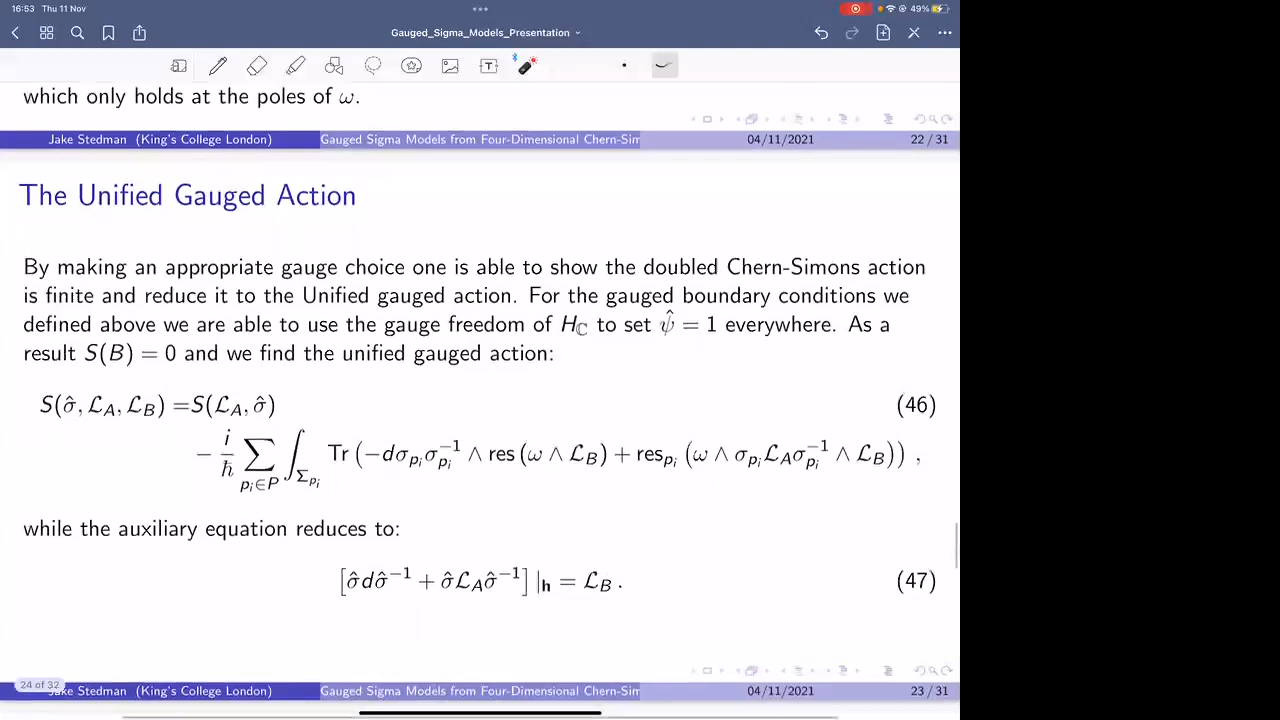 16:53 Thu 11 Nov
49%
Gauged_Sigma_Models_Presentation
which only holds at the poles of ω.
Jake Stedman (King's College London) Gauged Sigma Models from Four-Dimensional Chern-Sim 04/11/2021 22 / 31
The Unified Gauged Action
By making an appropriate gauge choice one is able to show the doubled Chern-Simons action
is finite and reduce it to the Unified gauged action. For the gauged boundary conditions we
defined above we are able to use the gauge freedom of H_ℂ to set ψ̂ = 1 everywhere. As a
result S(B) = 0 and we find the unified gauged action:
S(σ̂, ℒ_A, ℒ_B) =S(ℒ_A, σ̂) (46)
− i/ħ ∑_{p_i∈P} ∫_{Σ_{p_i}} Tr (−dσ_{p_i}σ_{p_i}^{−1} ∧ res (ω ∧ ℒ_B) + res_{p_i} (ω ∧ σ_{p_i}ℒ_Aσ_{p_i}^{−1} ∧ ℒ_B)) ,
while the auxiliary equation reduces to:
[σ̂dσ̂^{−1} + σ̂ℒ_Aσ̂^{−1}] |_h = ℒ_B . (47)
24 of 32
Jake Stedman (King's College London) Gauged Sigma Models from Four-Dimensional Chern-Sim 04/11/2021 23 / 31